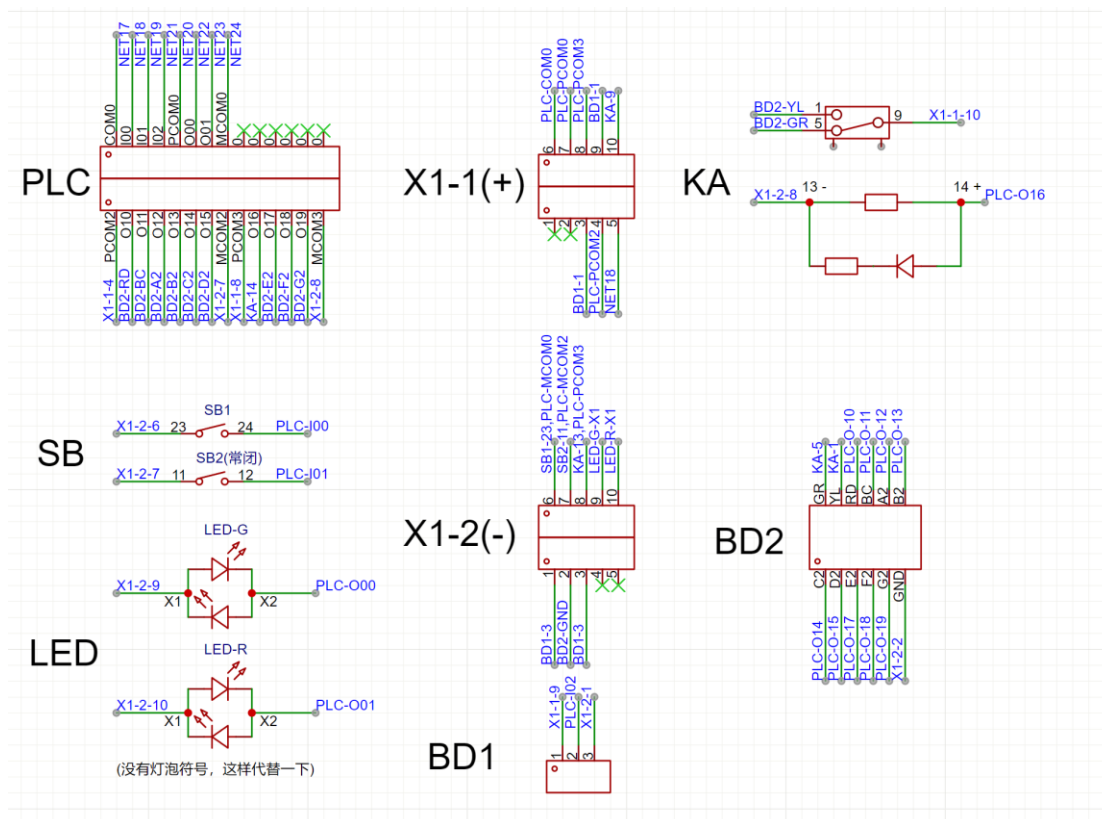 NET17
NET18
NET19
NET21
NET20
NET22
NET23
NET24
COM0
I00
I01
I02
PCOM0
O00
O01
MCOM0
0
0
0
0
0
0
PLC
PCOM2
O10
O11
O12
O13
O14
O15
MCOM2
PCOM3
O16
O17
O18
O19
MCOM3
X1-1-4
BD2-RD
BD2-BC
BD2-A2
BD2-B2
BD2-C2
BD2-D2
X1-2-7
X1-1-8
KA-14
BD2-E2
BD2-F2
BD2-G2
X1-2-8
PLC-COM0
PLC-PCOM0
PLC-PCOM3
BD1-1
KA-9
6
7
8
9
10
X1-1(+)
1
2
3
4
5
BD1-1
PLC-PCOM2
NET18
BD2-YL 1
BD2-GR 5
9 X1-1-10
KA
X1-2-8 13 -
14 + PLC-O16
SB
SB1
X1-2-6 23 24 PLC-I00
SB2(常闭)
X1-2-7 11 12 PLC-I01
LED
LED-G
X1-2-9 X1 X2 PLC-O00
LED-R
X1-2-10 X1 X2 PLC-O01
(没有灯泡符号，这样代替一下)
SB1-23,PLC-MCOM0
SB2-11,PLC-MCOM2
KA-13,PLC-PCOM3
LED-G-X1
LED-R-X1
6
7
8
9
10
X1-2(-)
1
2
3
4
5
BD1-3
BD2-GND
BD1-3
KA-5
KA-1
PLC-O-10
PLC-O-11
PLC-O-12
PLC-O-13
GR
YL
RD
BC
A2
B2
BD2
C2
D2
E2
F2
G2
GND
PLC-O14
PLC-O-15
PLC-O-17
PLC-O-18
PLC-O-19
X1-2-2
X1-1-9
PLC-I02
X1-2-1
1
2
3
BD1